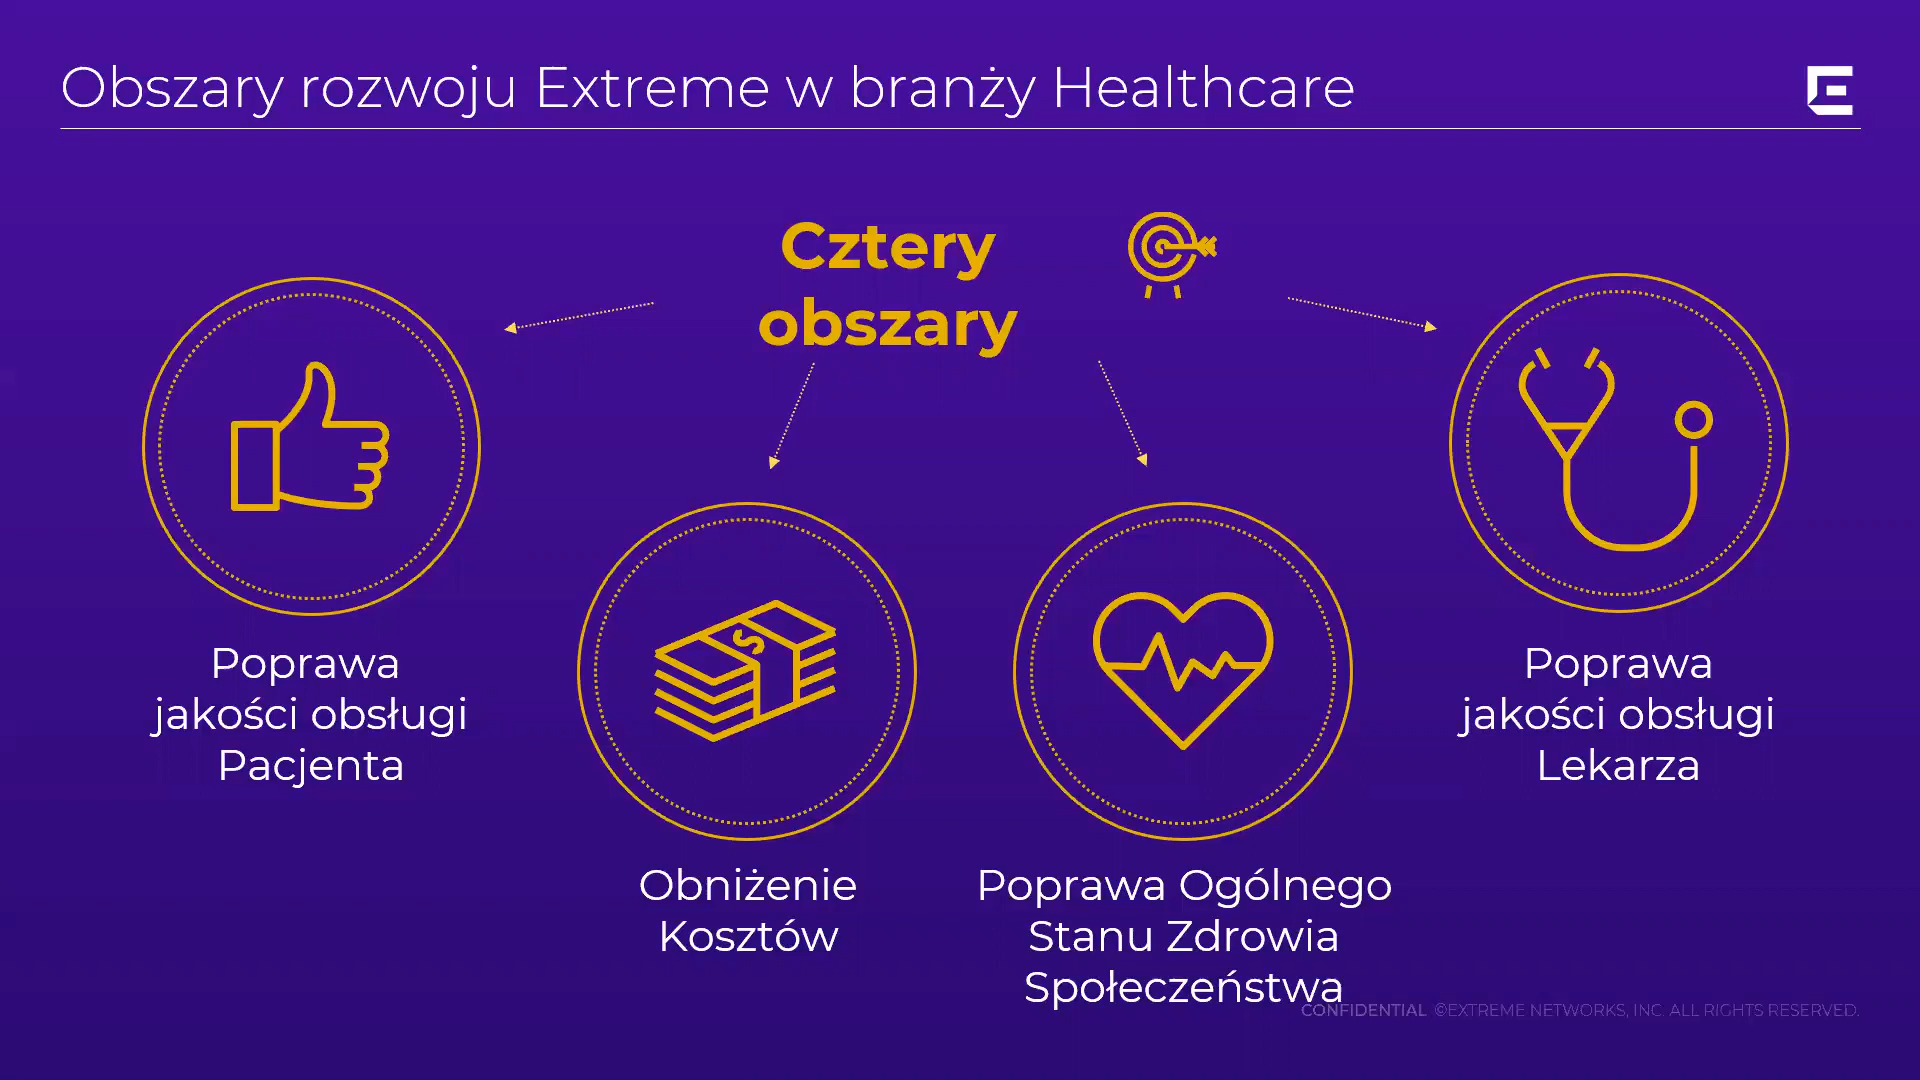 Obszary rozwoju Extreme w branży Healthcare
Cztery
obszary
Poprawa
jakości obsługi
Pacjenta
Obniżenie
Kosztów
Poprawa Ogólnego
Stanu Zdrowia
Społeczeństwa
Poprawa
jakości obsługi
Lekarza
CONFIDENTIAL ©EXTREME NETWORKS, INC. ALL RIGHTS RESERVED.